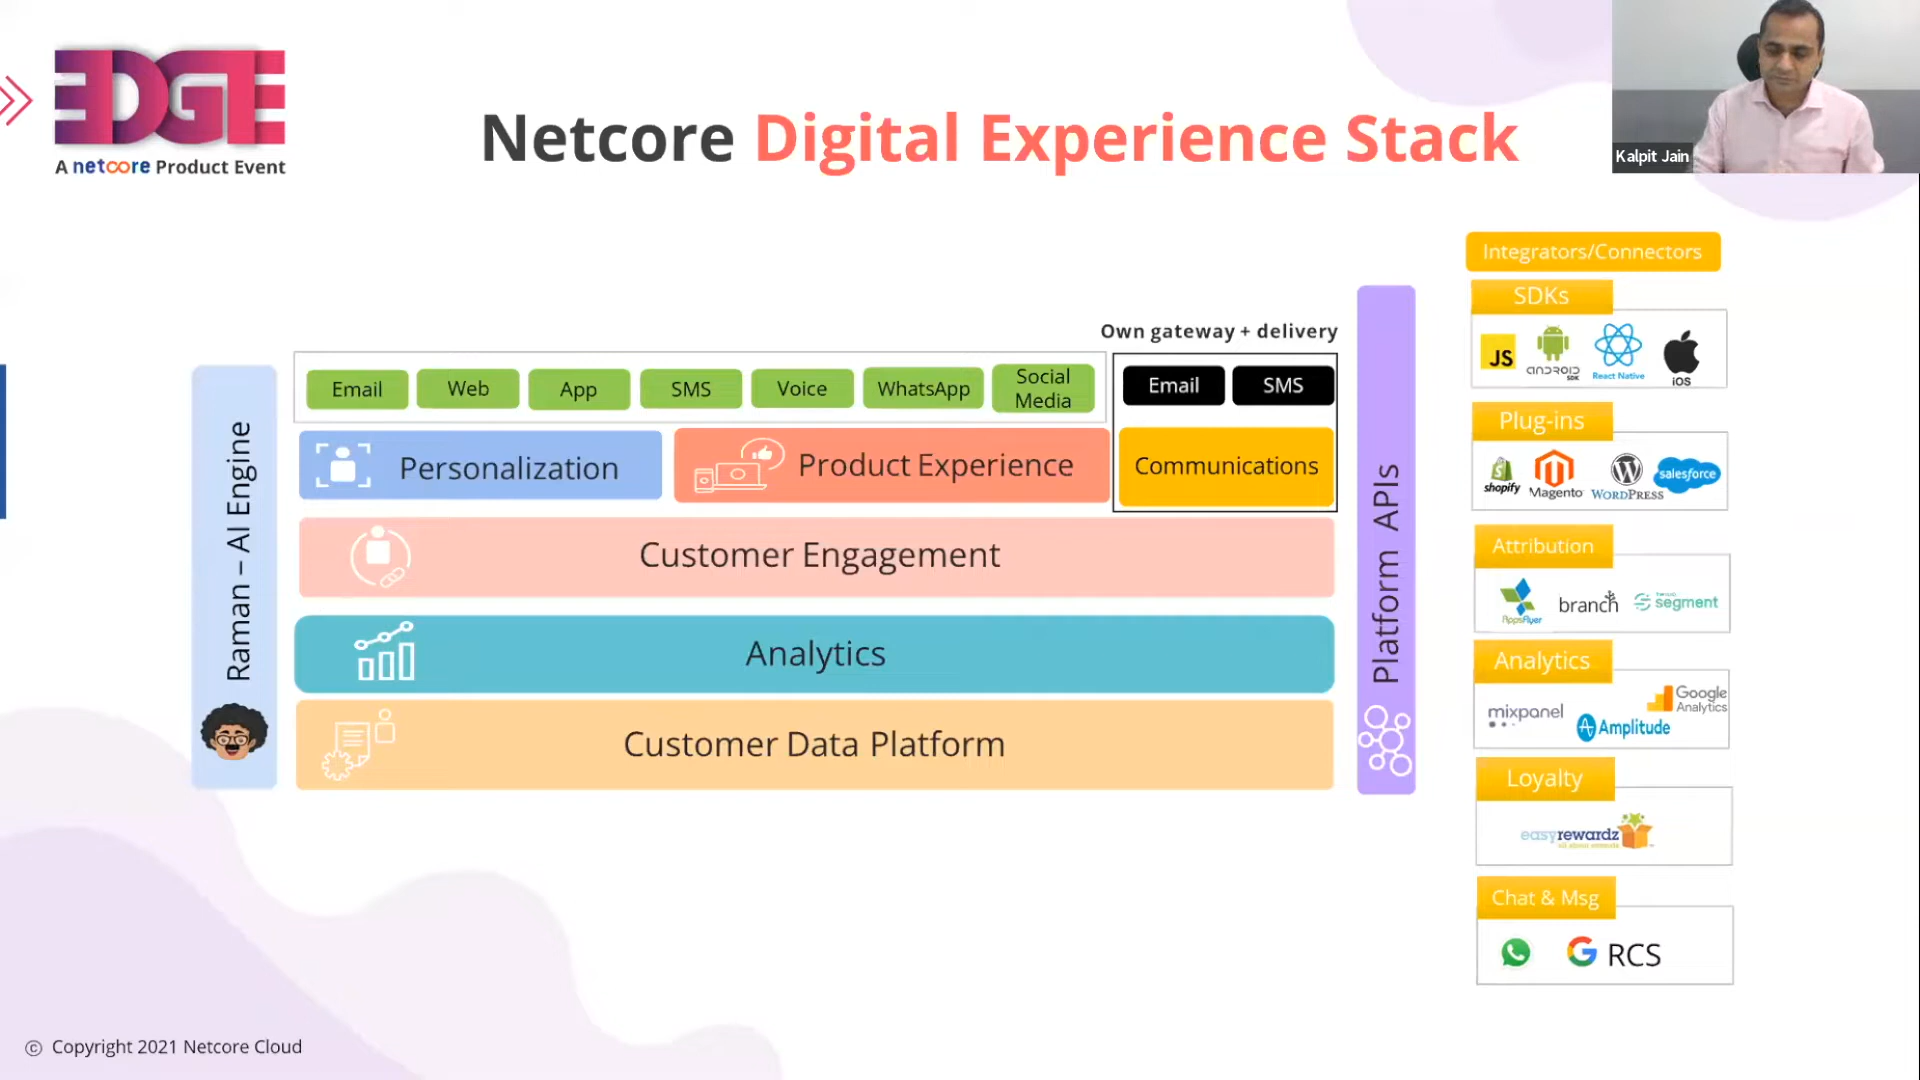 EDGE
A netcore Product Event
Netcore Digital Experience Stack
Kalpit Jain
Integrators/Connectors
SDKs
JS
ANDROID
SDK
React Native
iOS
Own gateway + delivery
Email
Web
App
SMS
Voice
WhatsApp
Social
Media
Email
SMS
Personalization
Product Experience
Communications
Customer Engagement
Analytics
Customer Data Platform
Raman – AI Engine
Platform APIs
Plug-ins
shopify
Magento
WORDPRESS
salesforce
Attribution
AppsFlyer
branch
segment
Analytics
mixpanel
Google
Analytics
Amplitude
Loyalty
easyrewardz
Chat & Msg
G RCS
© Copyright 2021 Netcore Cloud